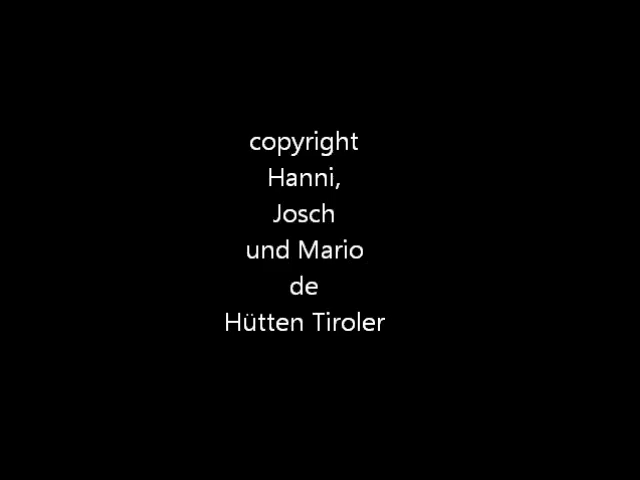 copyright
Hanni,
Josch
und Mario
de
Hütten Tiroler